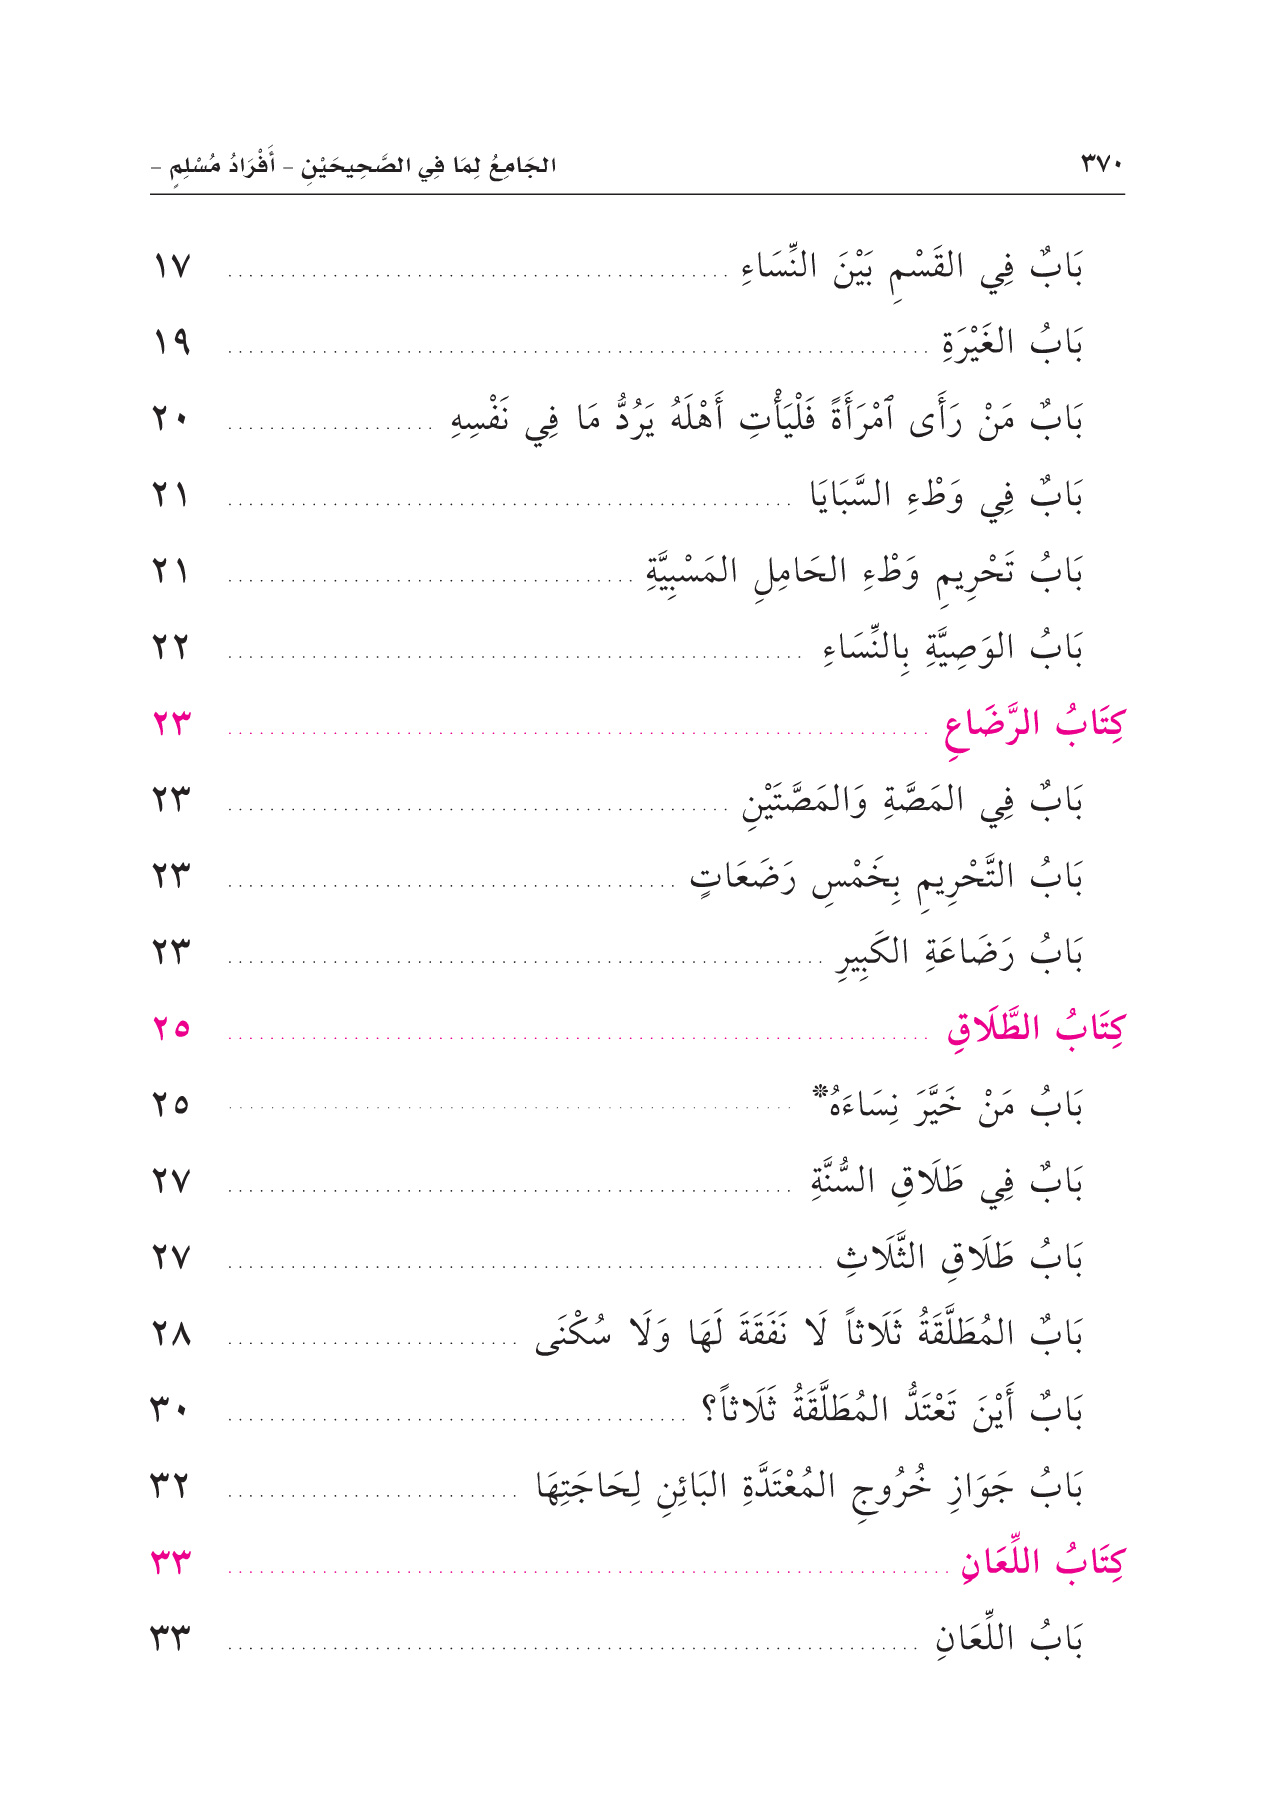 ٣٧٠ الجَامِعُ لِمَا فِي الصَّحِيحَيْنِ – أَفْرَادُ مُسْلِمٍ –
بَابٌ فِي القَسْمِ بَيْنَ النِّسَاءِ ١٧
بَابُ الغَيْرَةِ ١٩
بَابٌ مَنْ رَأَى ٱمْرَأَةً فَلْيَأْتِ أَهْلَهُ يَرُدُّ مَا فِي نَفْسِهِ ٢٠
بَابٌ فِي وَطْءِ السَّبَايَا ٢١
بَابُ تَحْرِيمِ وَطْءِ الحَامِلِ المَسْبِيَّةِ ٢١
بَابُ الوَصِيَّةِ بِالنِّسَاءِ ٢٢
كِتَابُ الرَّضَاعِ ٢٣
بَابٌ فِي المَصَّةِ وَالمَصَّتَيْنِ ٢٣
بَابُ التَّحْرِيمِ بِخَمْسِ رَضَعَاتٍ ٢٣
بَابُ رَضَاعَةِ الكَبِيرِ ٢٣
كِتَابُ الطَّلَاقِ ٢٥
بَابُ مَنْ خَيَّرَ نِسَاءَهُ* ٢٥
بَابٌ فِي طَلَاقِ السُّنَّةِ ٢٧
بَابُ طَلَاقِ الثَّلَاثِ ٢٧
بَابٌ المُطَلَّقَةُ ثَلَاثاً لَا نَفَقَةَ لَهَا وَلَا سُكْنَى ٢٨
بَابٌ أَيْنَ تَعْتَدُّ المُطَلَّقَةُ ثَلَاثاً؟ ٣٠
بَابُ جَوَازِ خُرُوجِ المُعْتَدَّةِ البَائِنِ لِحَاجَتِهَا ٣٢
كِتَابُ اللِّعَانِ ٣٣
بَابُ اللِّعَانِ ٣٣